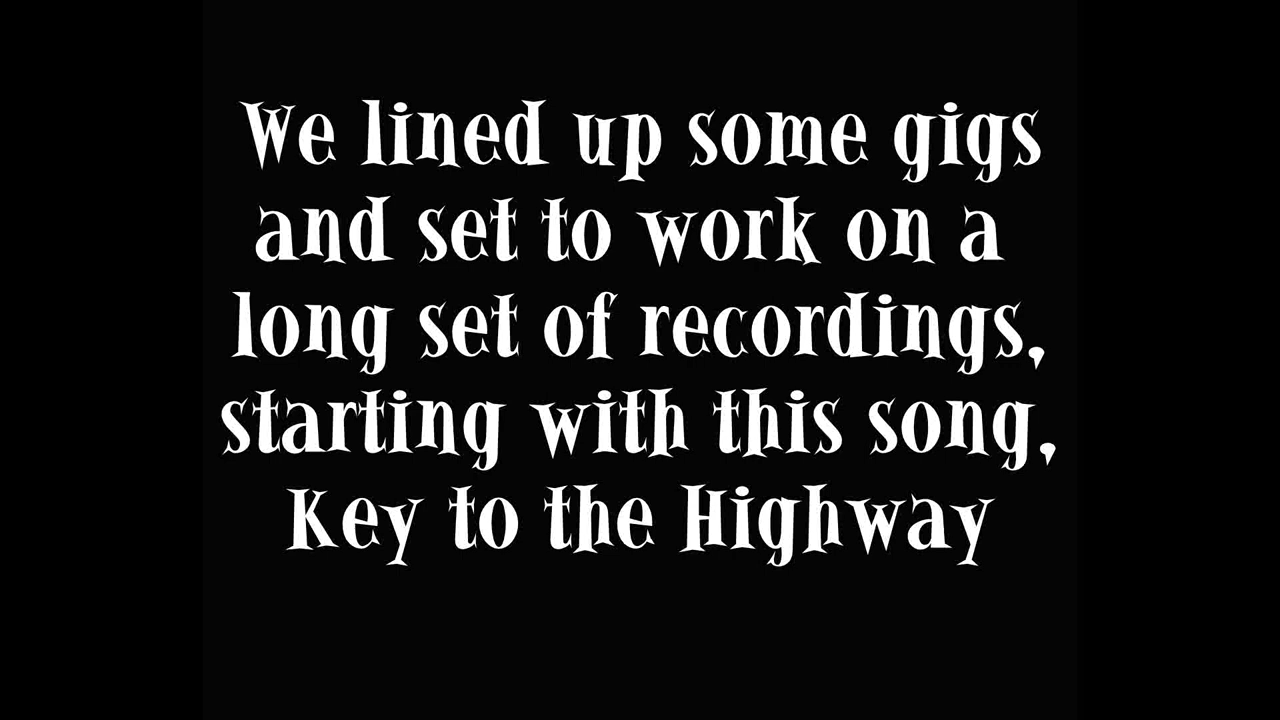 We lined up some gigs
and set to work on a
long set of recordings,
starting with this song,
Key to the Highway